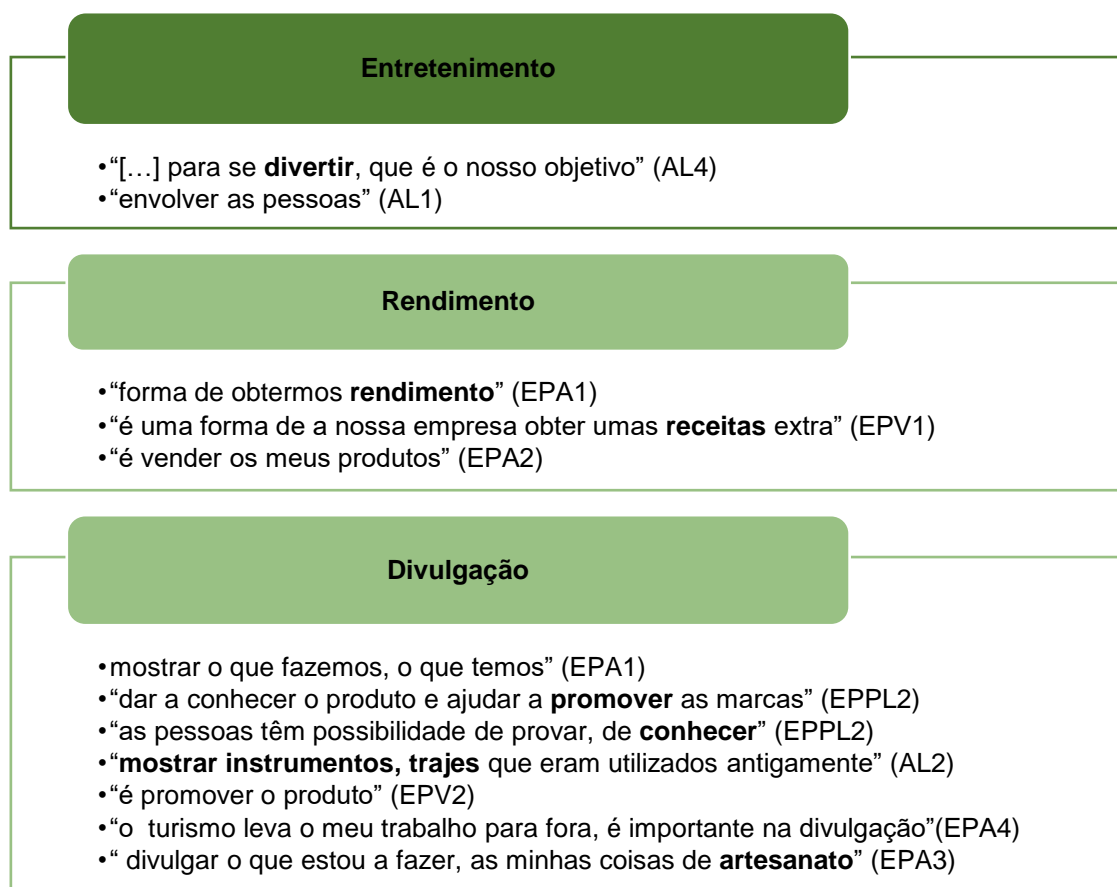 Entretenimento
•“[…] para se divertir, que é o nosso objetivo” (AL4)
•“envolver as pessoas” (AL1)
Rendimento
•“forma de obtermos rendimento” (EPA1)
•“é uma forma de a nossa empresa obter umas receitas extra” (EPV1)
•“é vender os meus produtos” (EPA2)
Divulgação
•mostrar o que fazemos, o que temos” (EPA1)
•“dar a conhecer o produto e ajudar a promover as marcas” (EPPL2)
•“as pessoas têm possibilidade de provar, de conhecer” (EPPL2)
•“mostrar instrumentos, trajes que eram utilizados antigamente” (AL2)
•“é promover o produto” (EPV2)
•“o  turismo leva o meu trabalho para fora, é importante na divulgação”(EPA4)
•“ divulgar o que estou a fazer, as minhas coisas de artesanato” (EPA3)